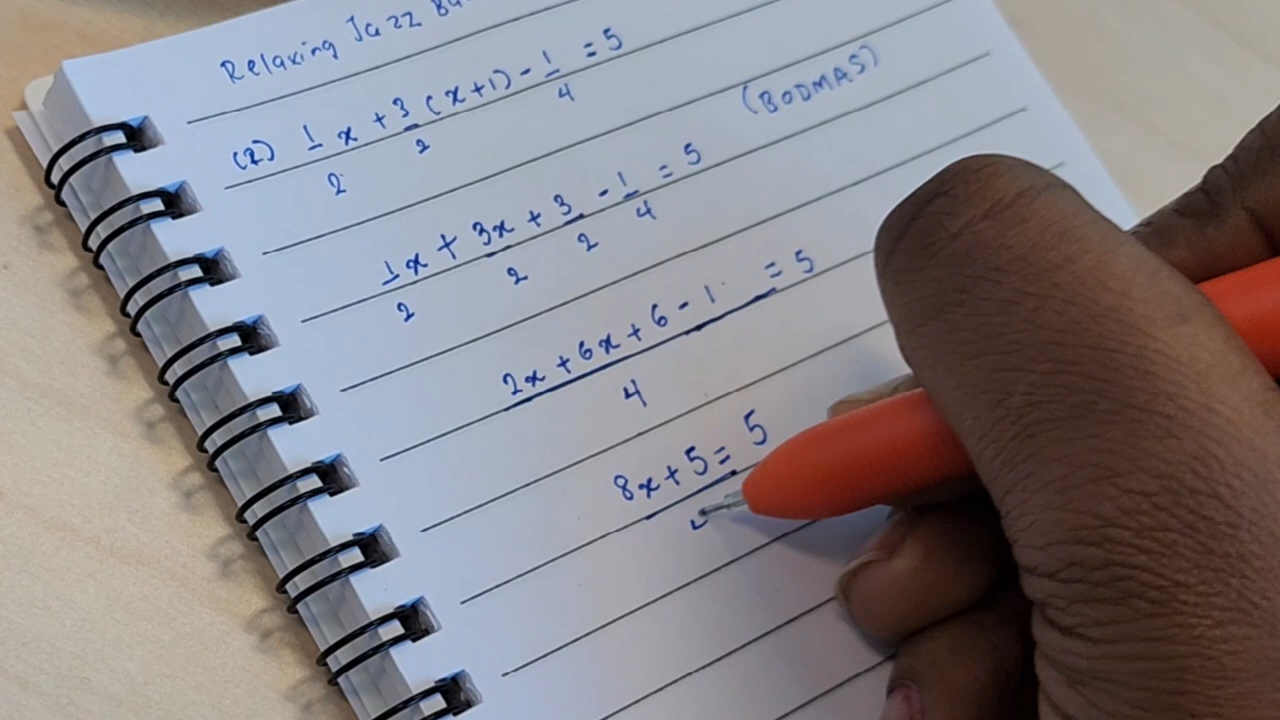 Relaxing Jazz
(2) 1/2 x + 3/2 (x+1) - 1/4 = 5
(BODMAS)
1/2 x + 3x/2 + 3/2 - 1/4 = 5
2x + 6x + 6 - 1 / 4 = 5
8x + 5 = 5